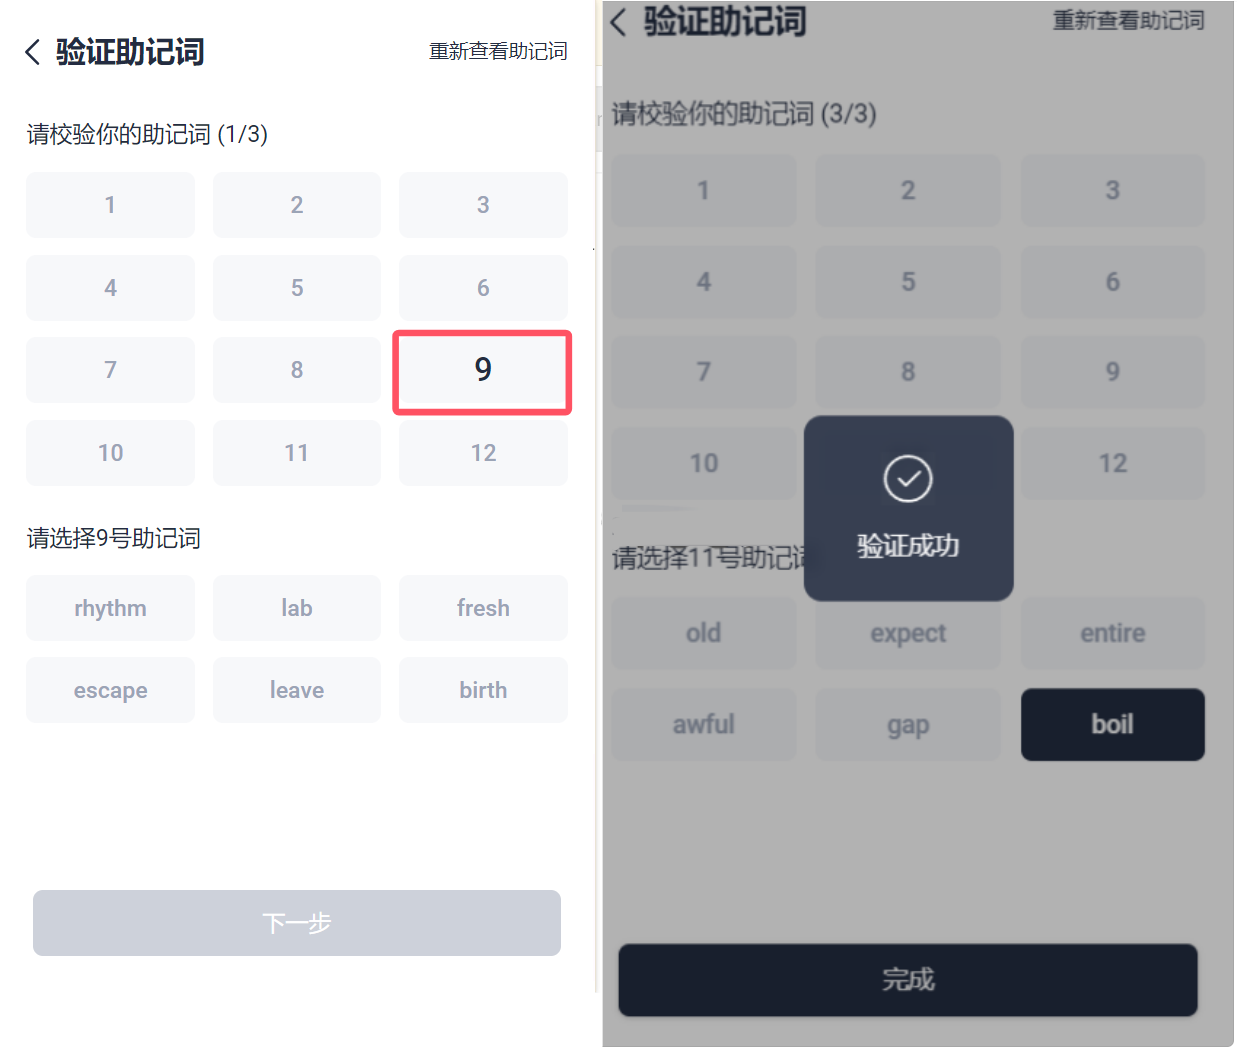 验证助记词
重新查看助记词
请校验你的助记词 (1/3)
1 2 3
4 5 6
7 8 9
10 11 12
请选择9号助记词
rhythm lab fresh
escape leave birth
下一步
验证助记词
重新查看助记词
请校验你的助记词 (3/3)
1 2 3
4 5 6
7 8 9
10 12
验证成功
请选择11号助记词
old expect entire
awful gap boil
完成